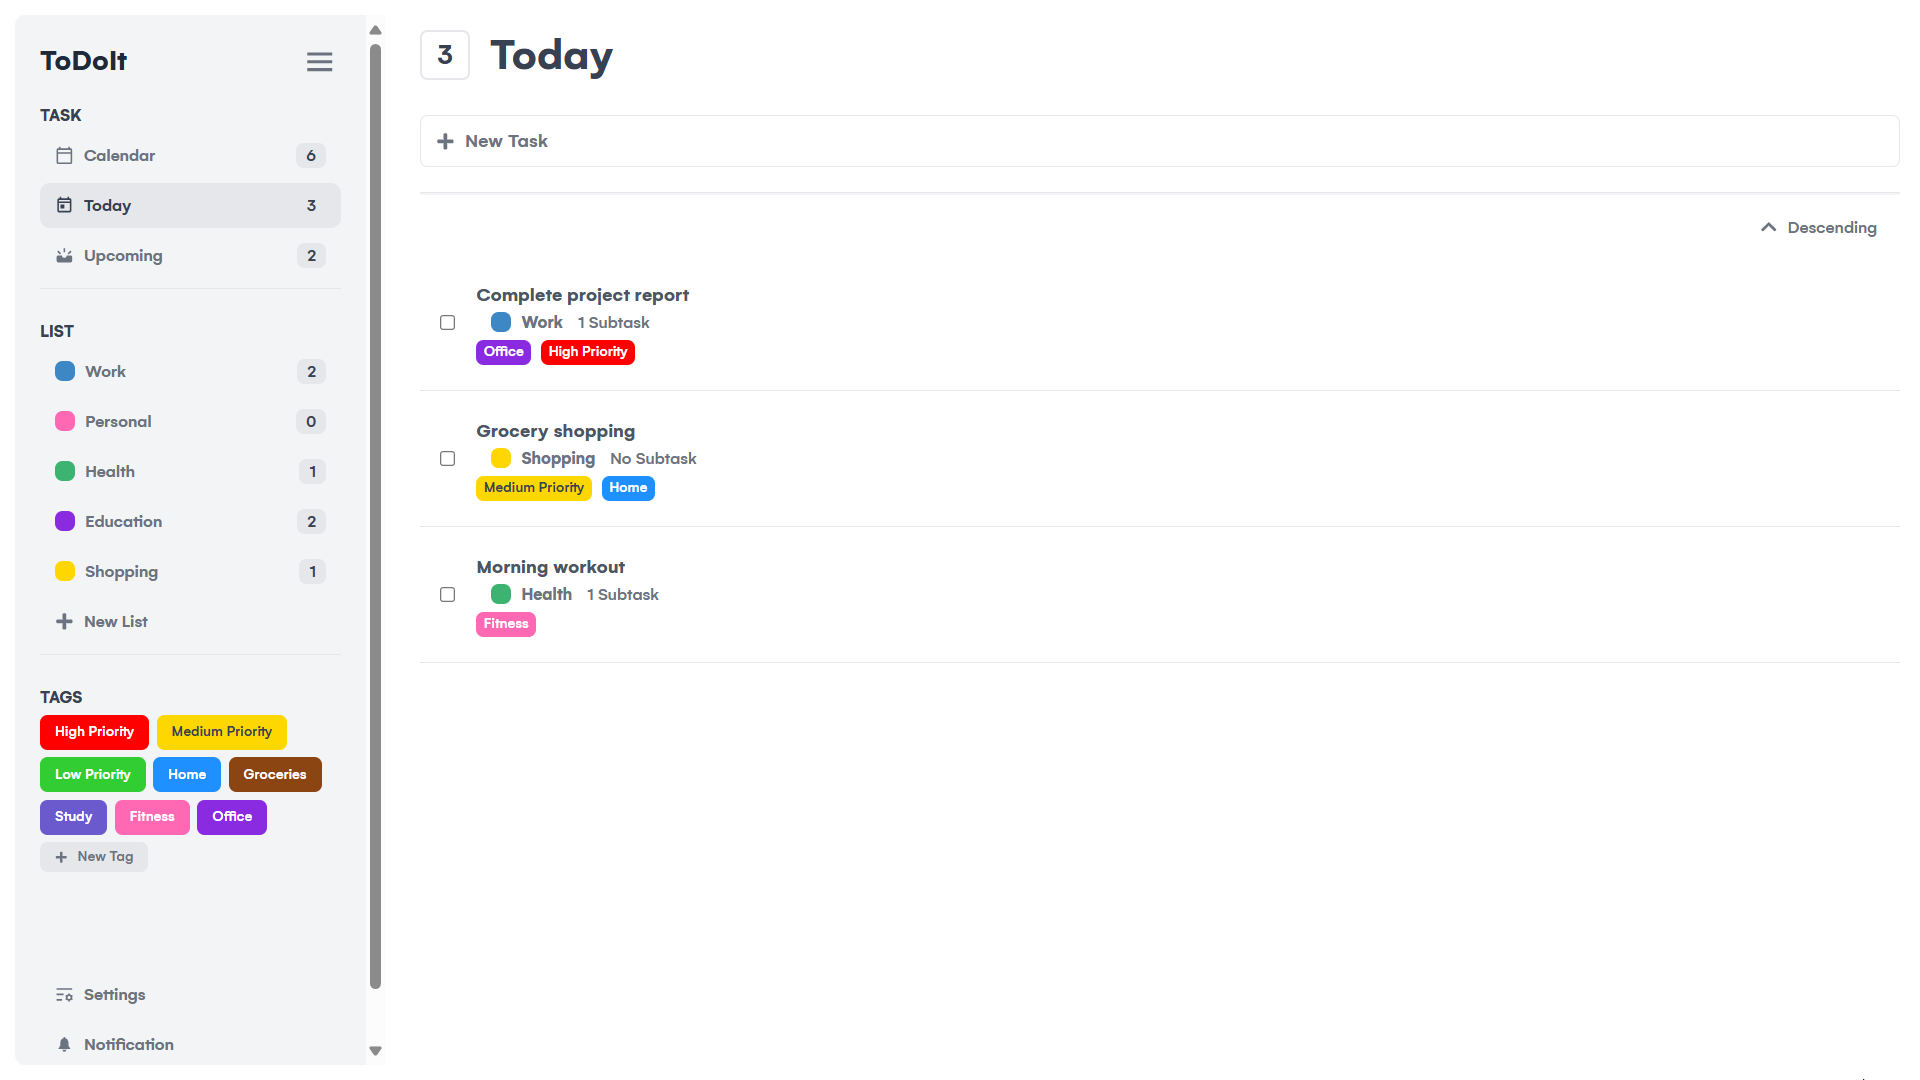 ToDoIt
TASK
Calendar 6
Today 3
Upcoming 2
LIST
Work 2
Personal 0
Health 1
Education 2
Shopping 1
New List
TAGS
High Priority Medium Priority
Low Priority Home Groceries
Study Fitness Office
New Tag
Settings
Notification
3 Today
New Task
Descending
Complete project report
Work 1 Subtask
Office High Priority
Grocery shopping
Shopping No Subtask
Medium Priority Home
Morning workout
Health 1 Subtask
Fitness